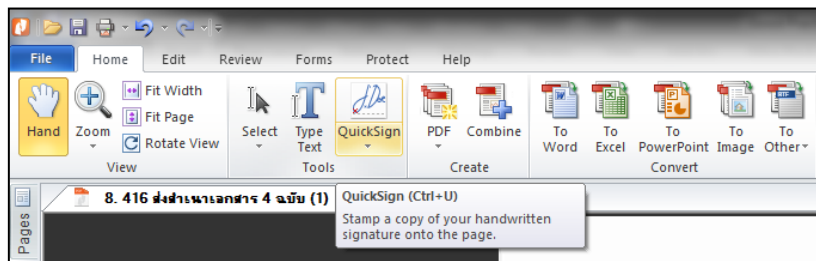 File Home Edit Review Forms Protect Help
Hand
Zoom
Fit Width
Fit Page
Rotate View
View
Select
Type Text
QuickSign
Tools
PDF
Combine
Create
To Word
To Excel
To PowerPoint
To Image
To Other
Convert
Pages
8. 416 ส่งสำเนาเอกสาร 4 ฉบับ (1)
QuickSign (Ctrl+U)
Stamp a copy of your handwritten
signature onto the page.